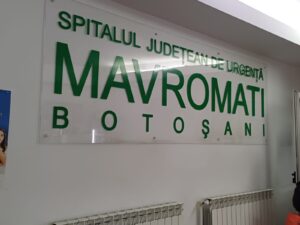 SPITALUL JUDEȚEAN DE URGENȚĂ
MAVROMATI
BOTOȘANI